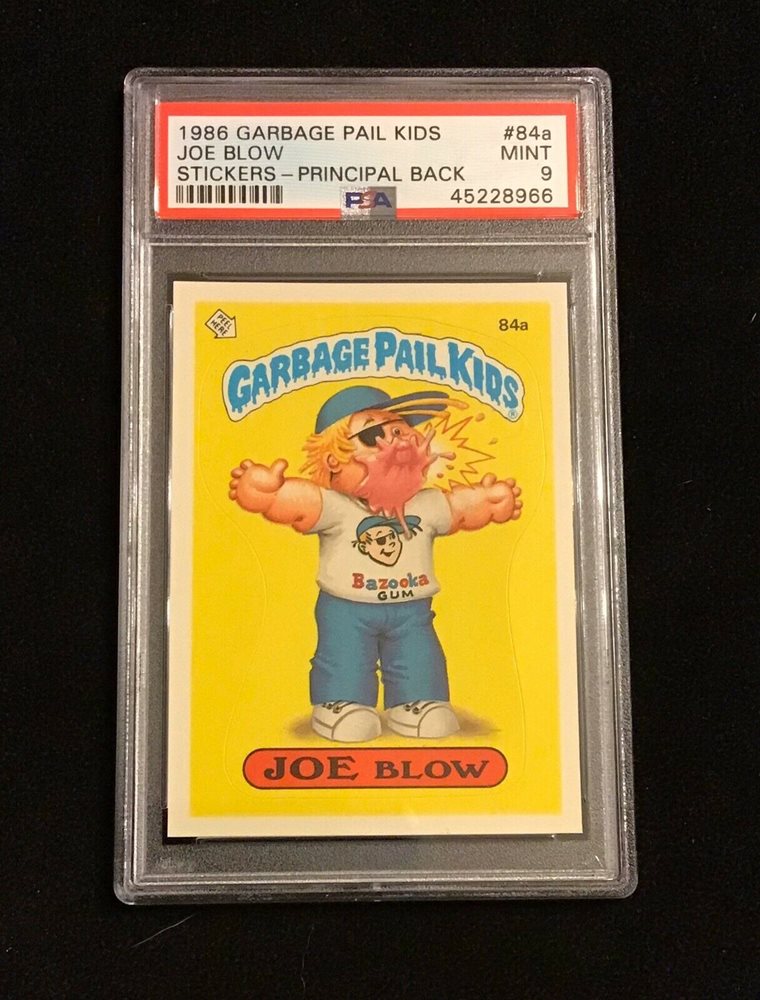 1986 GARBAGE PAIL KIDS #84a
JOE BLOW MINT
STICKERS – PRINCIPAL BACK 9
PSA 45228966
PEEL HERE
84a
GARBAGE PAIL KIDS®
Bazooka
GUM
JOE BLOW